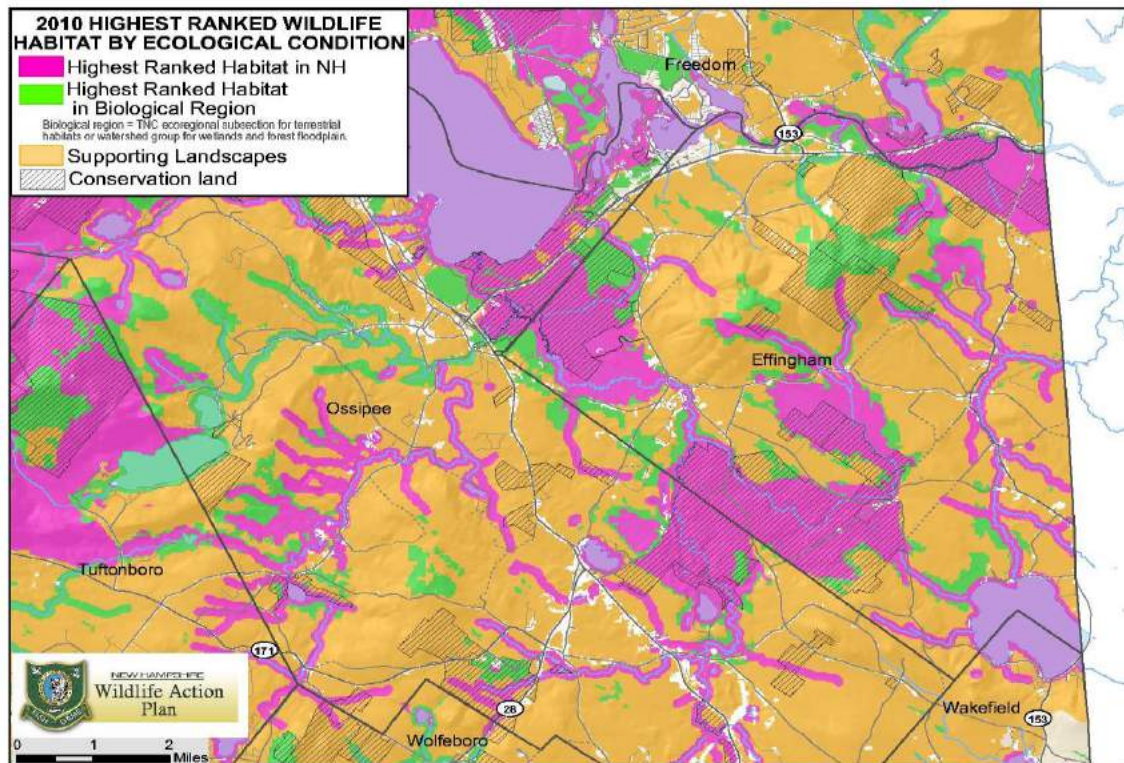 2010 HIGHEST RANKED WILDLIFE
HABITAT BY ECOLOGICAL CONDITION
Highest Ranked Habitat in NH
Highest Ranked Habitat
in Biological Region
Biological region = TNC ecoregional subsection for terrestrial
habitats or watershed group for wetlands and forest floodplain.
Supporting Landscapes
Conservation land
Freedom
153
Effingham
Ossipee
Tuftonboro
171
28
Wolfeboro
Wakefield
153
NEW HAMPSHIRE
Wildlife Action
Plan
0 1 2
Miles